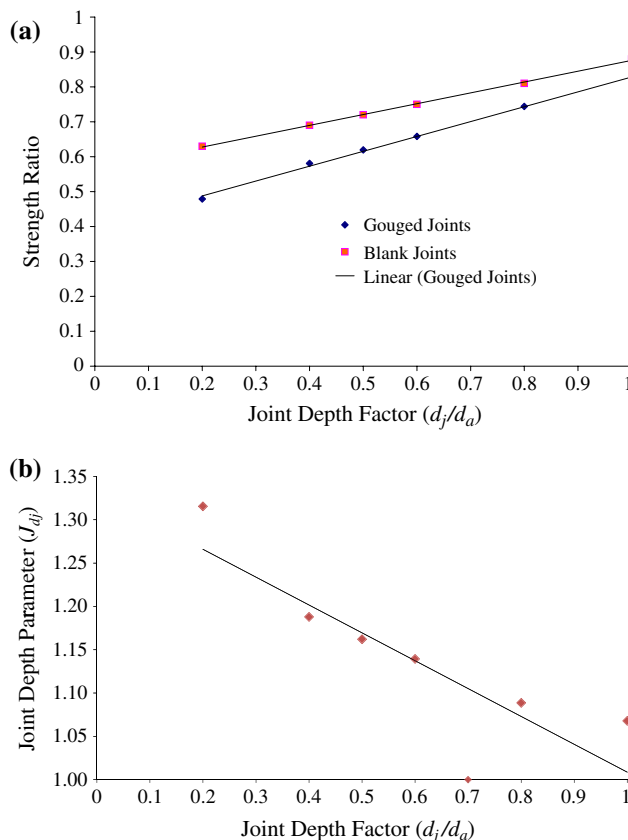 (a)
1
0.9
0.8
0.7
0.6
0.5
0.4
0.3
0.2
0.1
0
Strength Ratio
Gouged Joints
Blank Joints
Linear (Gouged Joints)
0 0.1 0.2 0.3 0.4 0.5 0.6 0.7 0.8 0.9 1
Joint Depth Factor (dj/da)
(b)
1.35
1.30
1.25
1.20
1.15
1.10
1.05
1.00
Joint Depth Parameter (Jdj)
0 0.1 0.2 0.3 0.4 0.5 0.6 0.7 0.8 0.9 1
Joint Depth Factor (dj/da)